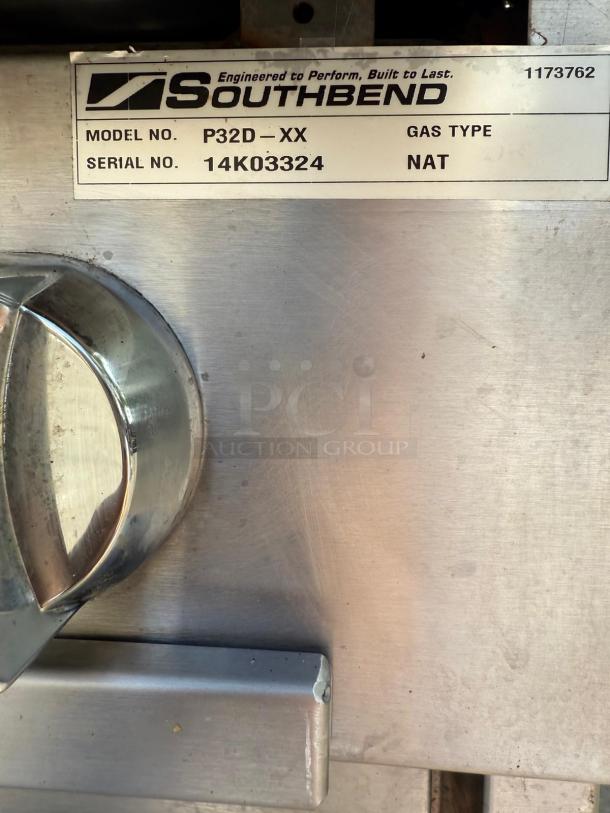 Engineered to Perform, Built to Last.
SOUTHBEND
1173762
MODEL NO. P32D-XX GAS TYPE
SERIAL NO. 14K03324 NAT
PCI
AUCTION GROUP